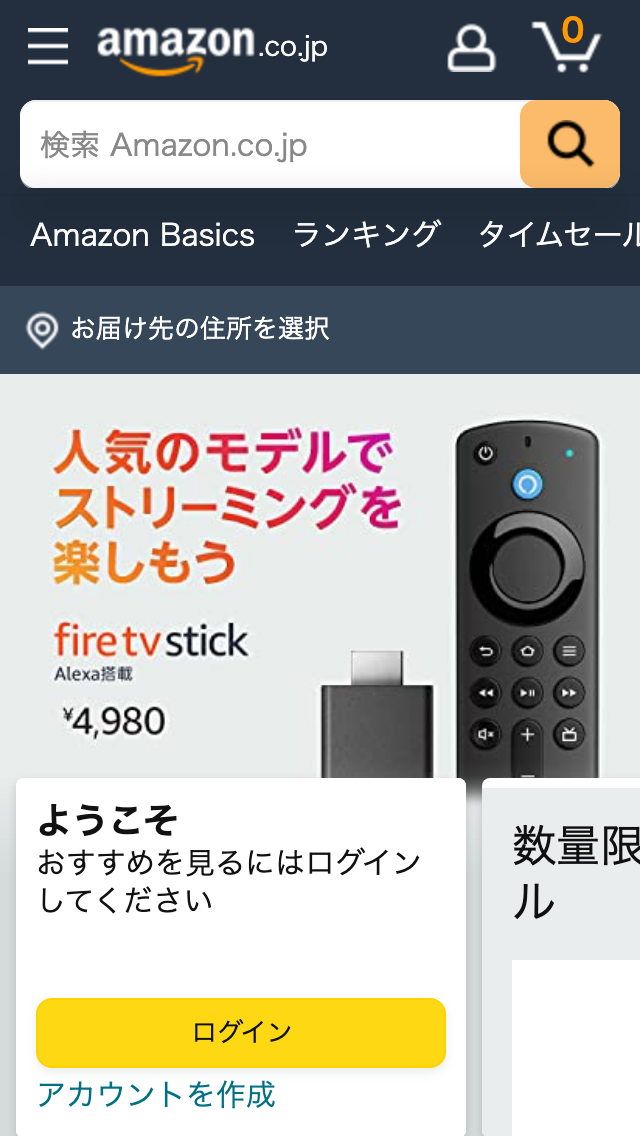 amazon.co.jp
0
検索 Amazon.co.jp
Amazon Basics ランキング タイムセール
お届け先の住所を選択
人気のモデルで
ストリーミングを
楽しもう
fire tv stick
Alexa搭載
¥4,980
ようこそ
おすすめを見るにはログイン
してください
ログイン
アカウントを作成
数量限
ル